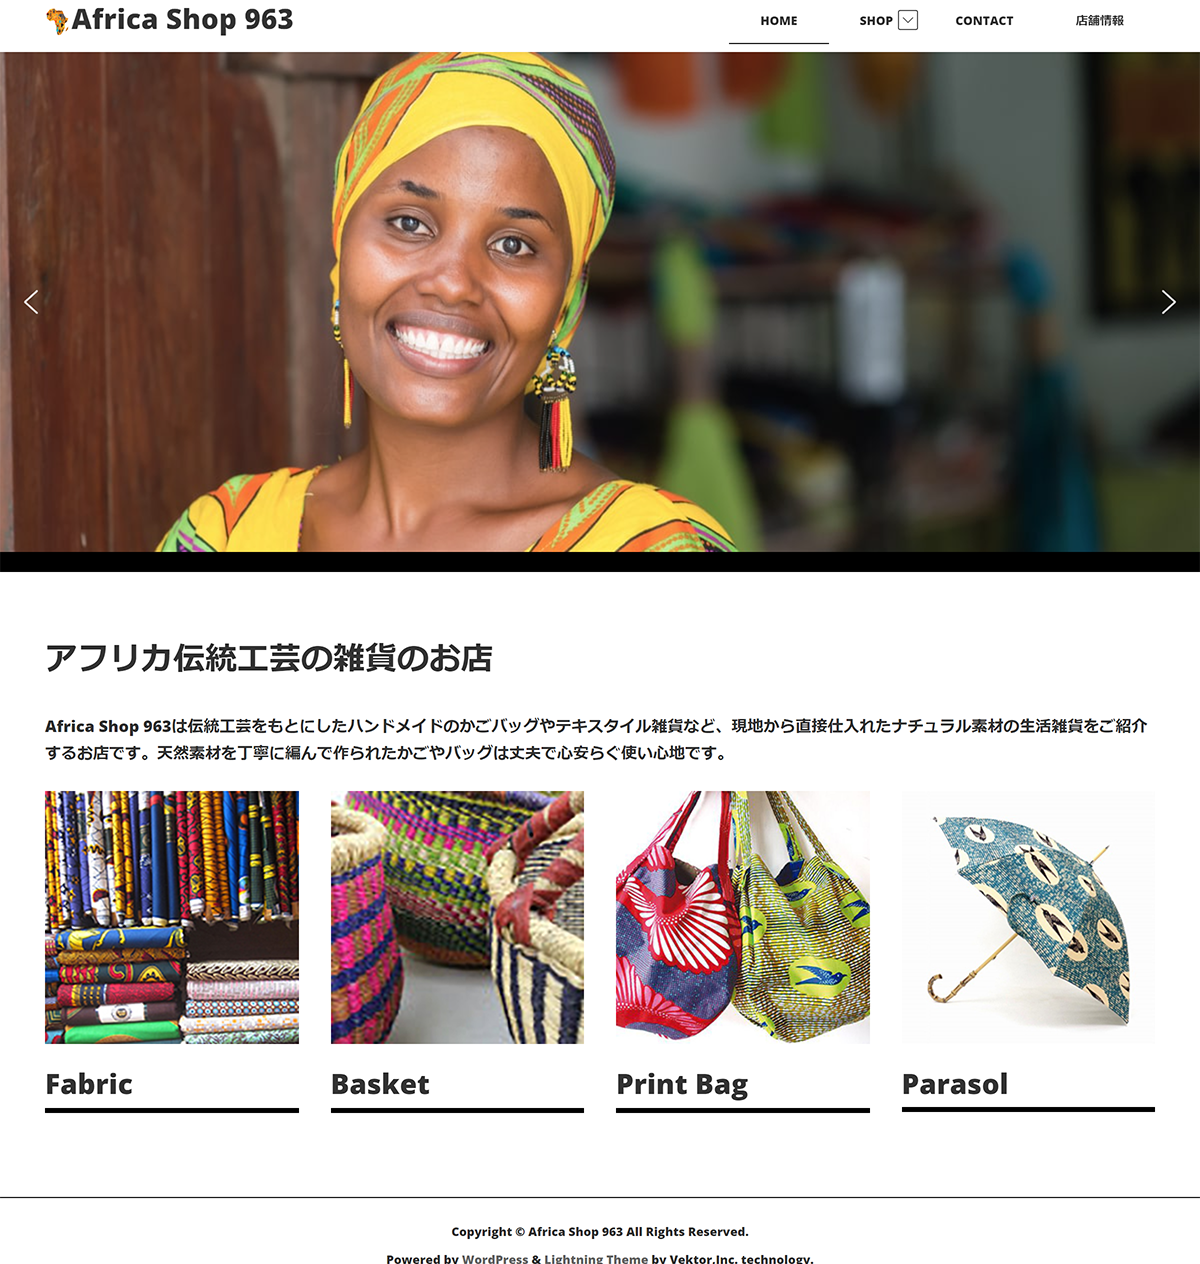 Africa Shop 963
HOME
SHOP
CONTACT
店舗情報
アフリカ伝統工芸の雑貨のお店
Africa Shop 963は伝統工芸をもとにしたハンドメイドのかごバッグやテキスタイル雑貨など、現地から直接仕入れたナチュラル素材の生活雑貨をご紹介
するお店です。天然素材を丁寧に編んで作られたかごやバッグは丈夫で心安らぐ使い心地です。
Fabric
Basket
Print Bag
Parasol
Copyright © Africa Shop 963 All Rights Reserved.
Powered by WordPress & Lightning Theme by Vektor,Inc. technology.